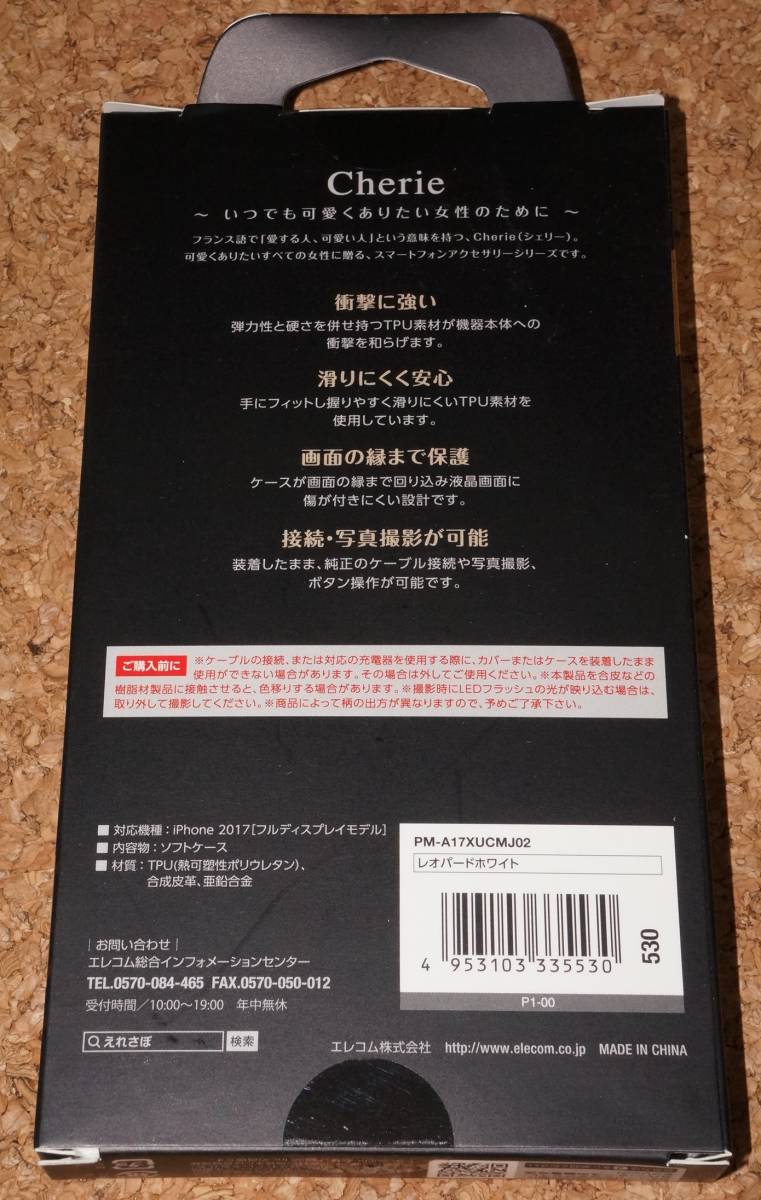 Cherie
～ いつでも可愛くありたい女性のために ～
フランス語で「愛する人、可愛い人」という意味を持つ、Cherie(シェリー)。
可愛くありたいすべての女性に贈る、スマートフォンアクセサリーシリーズです。
衝撃に強い
弾力性と硬さを併せ持つTPU素材が機器本体への
衝撃を和らげます。
滑りにくく安心
手にフィットし握りやすく滑りにくいTPU素材を
使用しています。
画面の縁まで保護
ケースが画面の縁まで回り込み液晶画面に
傷が付きにくい設計です。
接続・写真撮影が可能
装着したまま、純正のケーブル接続や写真撮影、
ボタン操作が可能です。
ご購入前に ※ケーブルの接続、または対応の充電器を使用する際に、カバーまたはケースを装着したまま
使用ができない場合があります。その場合は外してご使用ください。※本製品を合皮などの
樹脂材製品に接触させると、色移りする場合があります。※撮影時にLEDフラッシュの光が映り込む場合は、
取り外して撮影してください。※商品によって柄の出方が異なりますので、予めご了承下さい。
■ 対応機種：iPhone 2017[フルディスプレイモデル]
■ 内容物：ソフトケース
■ 材質：TPU(熱可塑性ポリウレタン)、
合成皮革、亜鉛合金
PM-A17XUCMJ02
レオパードホワイト
4 953103 335530
530
P1-00
|お問い合わせ|
エレコム総合インフォメーションセンター
TEL.0570-084-465 FAX.0570-050-012
受付時間／10:00～19:00 年中無休
えれさぽ 検索
エレコム株式会社 http://www.elecom.co.jp MADE IN CHINA